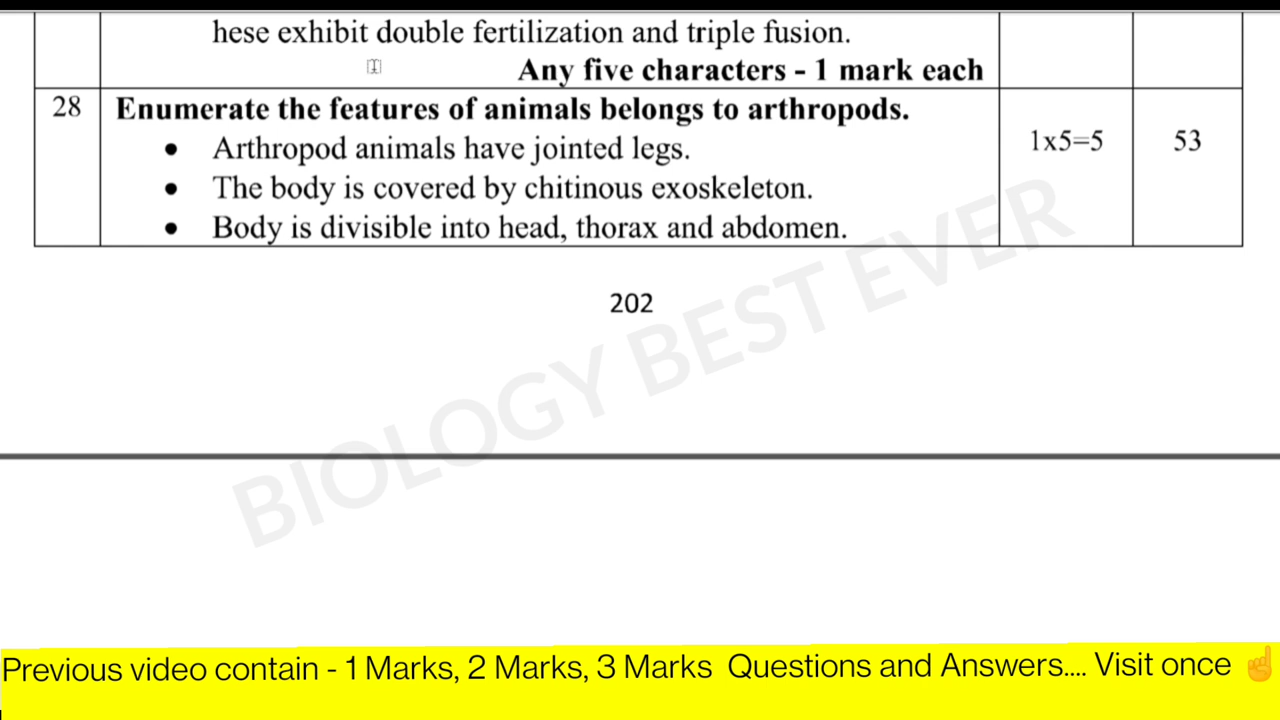 hese exhibit double fertilization and triple fusion.
Any five characters - 1 mark each
28 Enumerate the features of animals belongs to arthropods. 1x5=5 53
• Arthropod animals have jointed legs.
• The body is covered by chitinous exoskeleton.
• Body is divisible into head, thorax and abdomen.
202
BIOLOGY BEST EVER
Previous video contain - 1 Marks, 2 Marks, 3 Marks Questions and Answers.... Visit once ☝